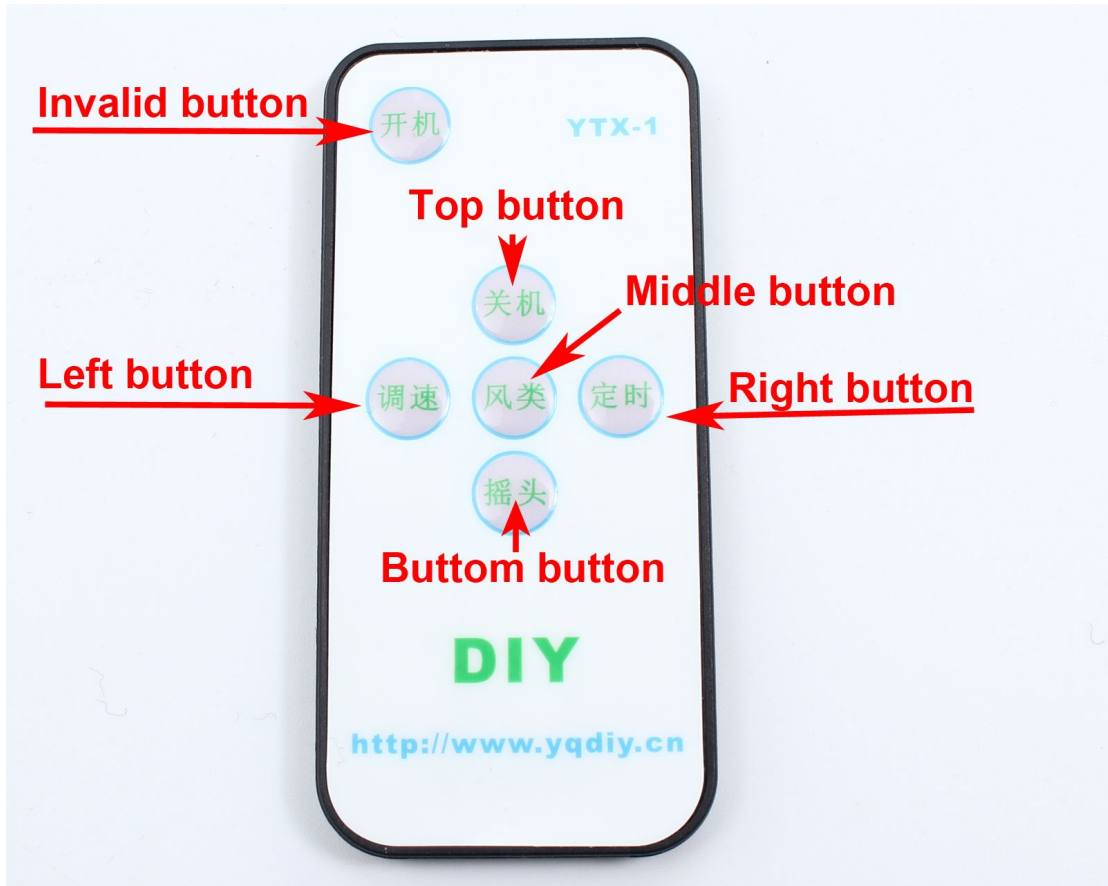 Invalid button
开机
YTX-1
Top button
关机
Middle button
Left button
调速
风类
定时
Right button
摇头
Buttom button
DIY
http://www.yqdiy.cn